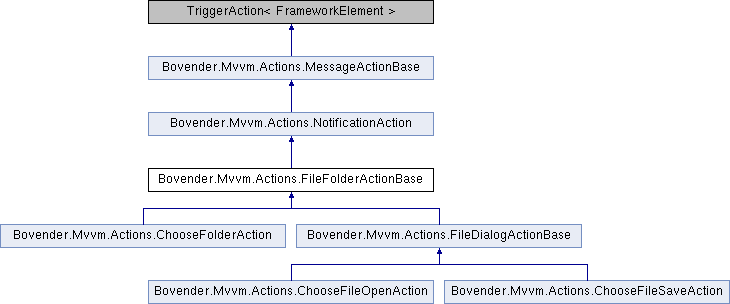 TriggerAction< FrameworkElement >
Bovender.Mvvm.Actions.MessageActionBase
Bovender.Mvvm.Actions.NotificationAction
Bovender.Mvvm.Actions.FileFolderActionBase
Bovender.Mvvm.Actions.ChooseFolderAction
Bovender.Mvvm.Actions.FileDialogActionBase
Bovender.Mvvm.Actions.ChooseFileOpenAction
Bovender.Mvvm.Actions.ChooseFileSaveAction